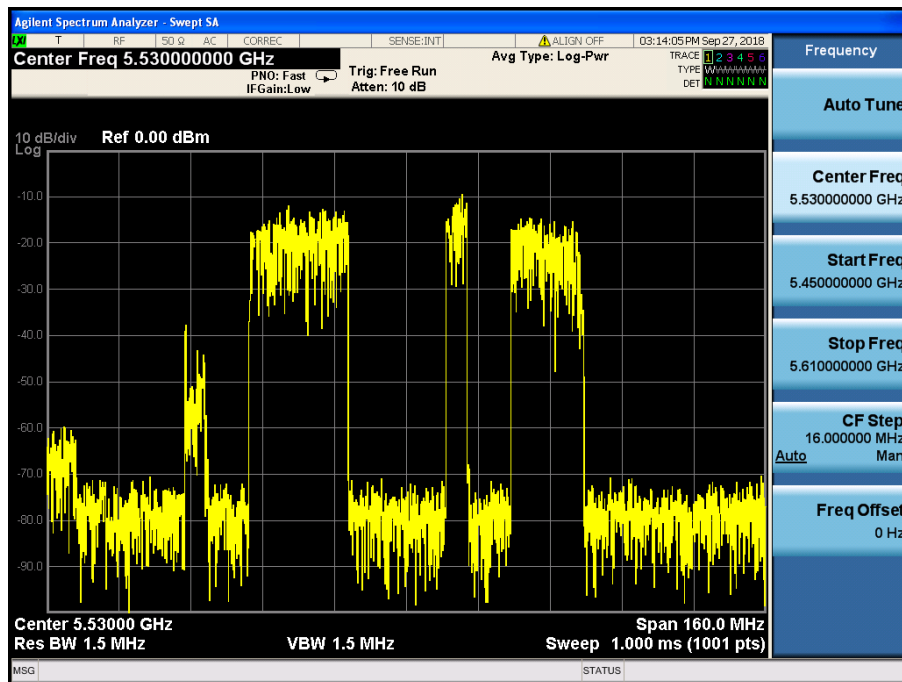 Agilent Spectrum Analyzer - Swept SA
LXI T RF 50 Ω AC CORREC SENSE:INT ALIGN OFF 03:14:05 PM Sep 27, 2018
Center Freq 5.530000000 GHz
PNO: Fast
IFGain:Low
Trig: Free Run
Atten: 10 dB
Avg Type: Log-Pwr
TRACE 1 2 3 4 5 6
TYPE
DET N N N N N N
10 dB/div Ref 0.00 dBm
Log
-10.0
-20.0
-30.0
-40.0
-50.0
-60.0
-70.0
-80.0
-90.0
Center 5.53000 GHz Span 160.0 MHz
Res BW 1.5 MHz VBW 1.5 MHz Sweep 1.000 ms (1001 pts)
MSG STATUS
Frequency
Auto Tune
Center Freq
5.530000000 GHz
Start Freq
5.450000000 GHz
Stop Freq
5.610000000 GHz
CF Step
16.000000 MHz
Auto Man
Freq Offset
0 Hz